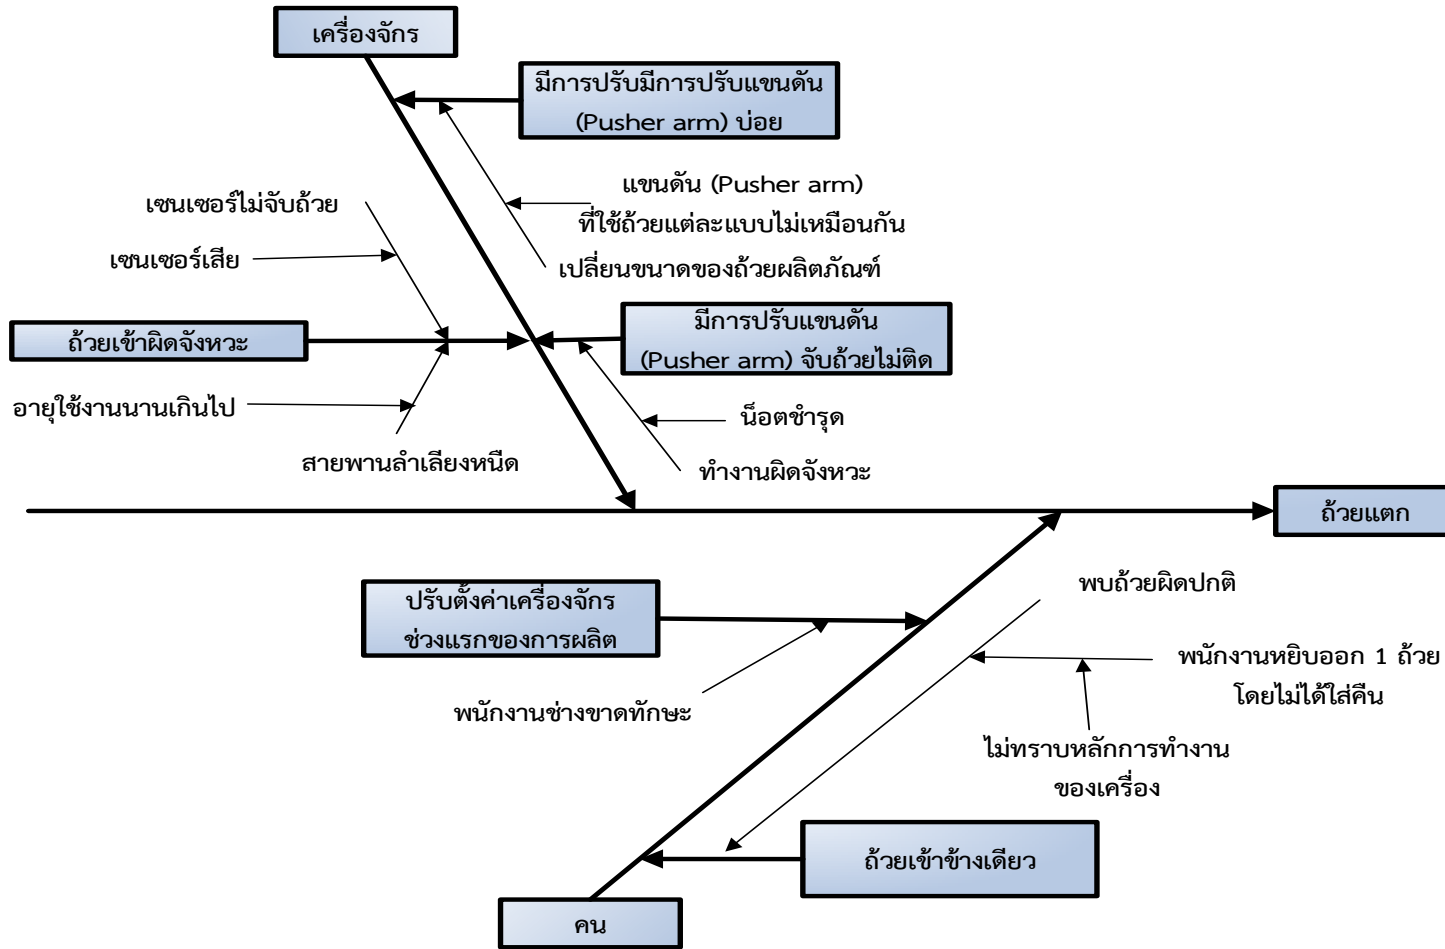 เครื่องจักร
มีการปรับมีการปรับแขนดัน
(Pusher arm) บ่อย
แขนดัน (Pusher arm)
ที่ใช้ถ้วยแต่ละแบบไม่เหมือนกัน
เซนเซอร์ไม่จับถ้วย
เซนเซอร์เสีย
เปลี่ยนขนาดของถ้วยผลิตภัณฑ์
ถ้วยเข้าผิดจังหวะ
มีการปรับแขนดัน
(Pusher arm) จับถ้วยไม่ติด
อายุใช้งานนานเกินไป
น็อตชำรุด
สายพานลำเลียงหนืด
ทำงานผิดจังหวะ
ถ้วยแตก
ปรับตั้งค่าเครื่องจักร
ช่วงแรกของการผลิต
พบถ้วยผิดปกติ
พนักงานหยิบออก 1 ถ้วย
โดยไม่ได้ใส่คืน
พนักงานช่างขาดทักษะ
ไม่ทราบหลักการทำงาน
ของเครื่อง
ถ้วยเข้าข้างเดียว
คน